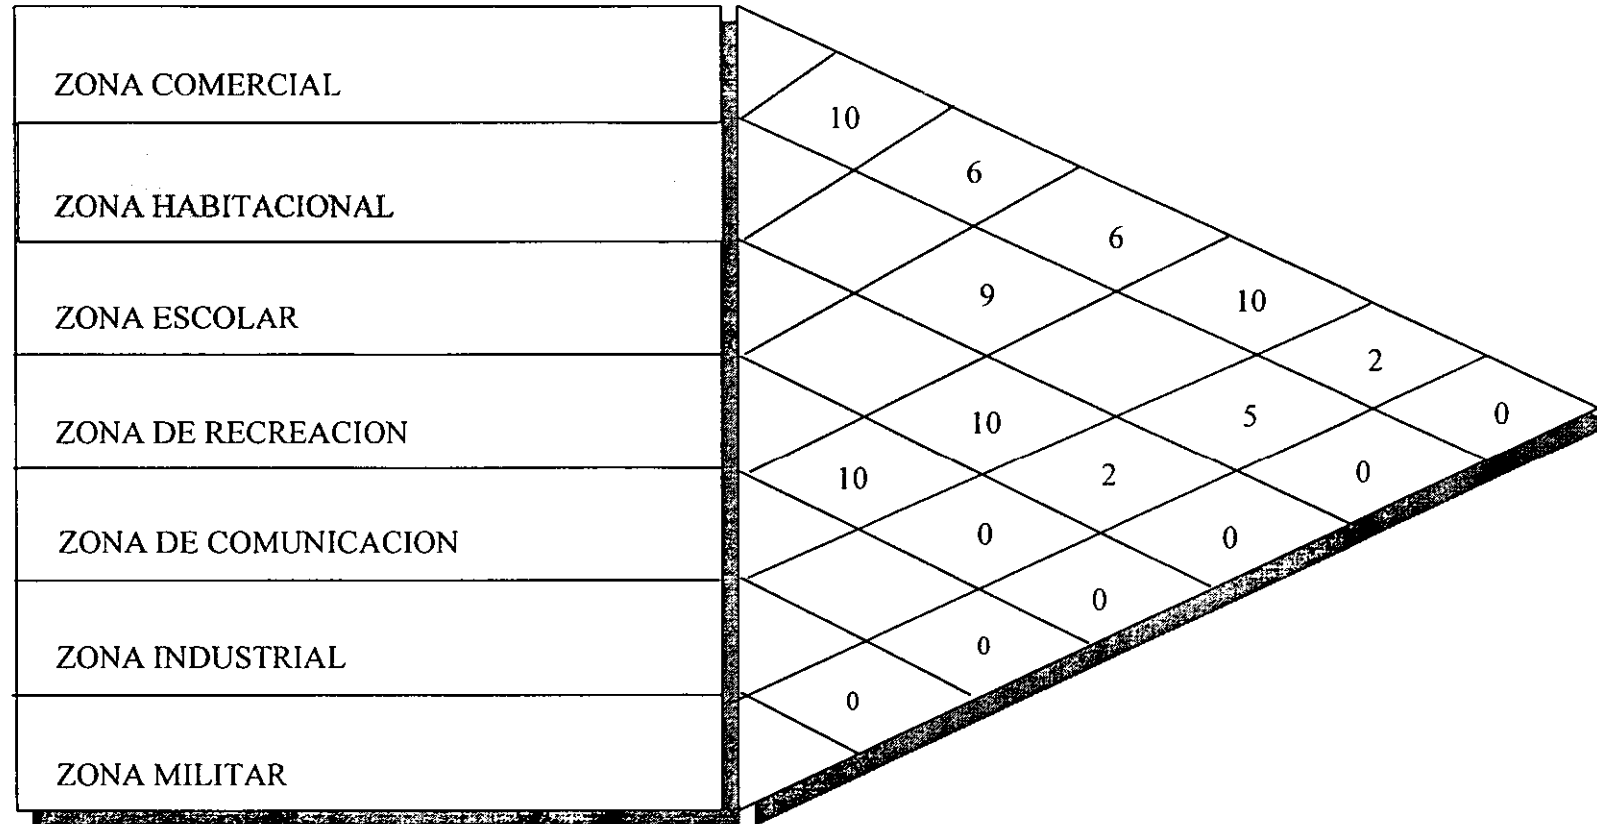 ZONA COMERCIAL
10
6
ZONA HABITACIONAL
6
9
10
ZONA ESCOLAR
2
0
10
5
ZONA DE RECREACION
10
2
0
0
0
ZONA DE COMUNICACION
0
0
ZONA INDUSTRIAL
0
ZONA MILITAR